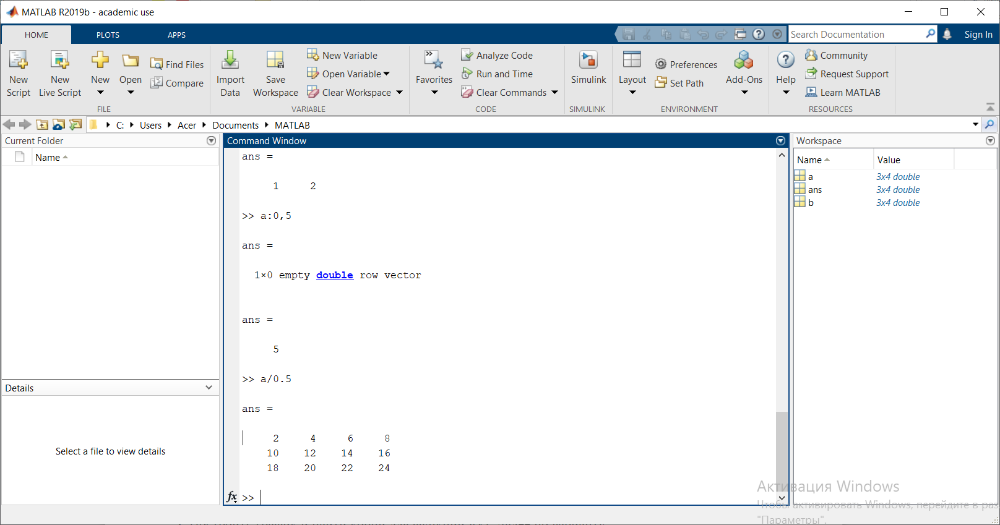 MATLAB R2019b - academic use
HOME PLOTS APPS
Search Documentation
Sign In
New Script
New Live Script
New
Open
Find Files
Compare
FILE
Import Data
Save Workspace
New Variable
Open Variable
Clear Workspace
VARIABLE
Favorites
Analyze Code
Run and Time
Clear Commands
CODE
Simulink
SIMULINK
Layout
Preferences
Set Path
Add-Ons
ENVIRONMENT
Help
Community
Request Support
Learn MATLAB
RESOURCES
C: Users Acer Documents MATLAB
Current Folder
Name
Details
Select a file to view details
Command Window
ans =
1 2
>> a:0,5
ans =
1×0 empty double row vector
ans =
5
>> a/0.5
ans =
2 4 6 8
10 12 14 16
18 20 22 24
fx >>
Workspace
Name Value
a 3x4 double
ans 3x4 double
b 3x4 double
Активация Windows
Чтобы активировать Windows, перейдите в раз
"Параметры".